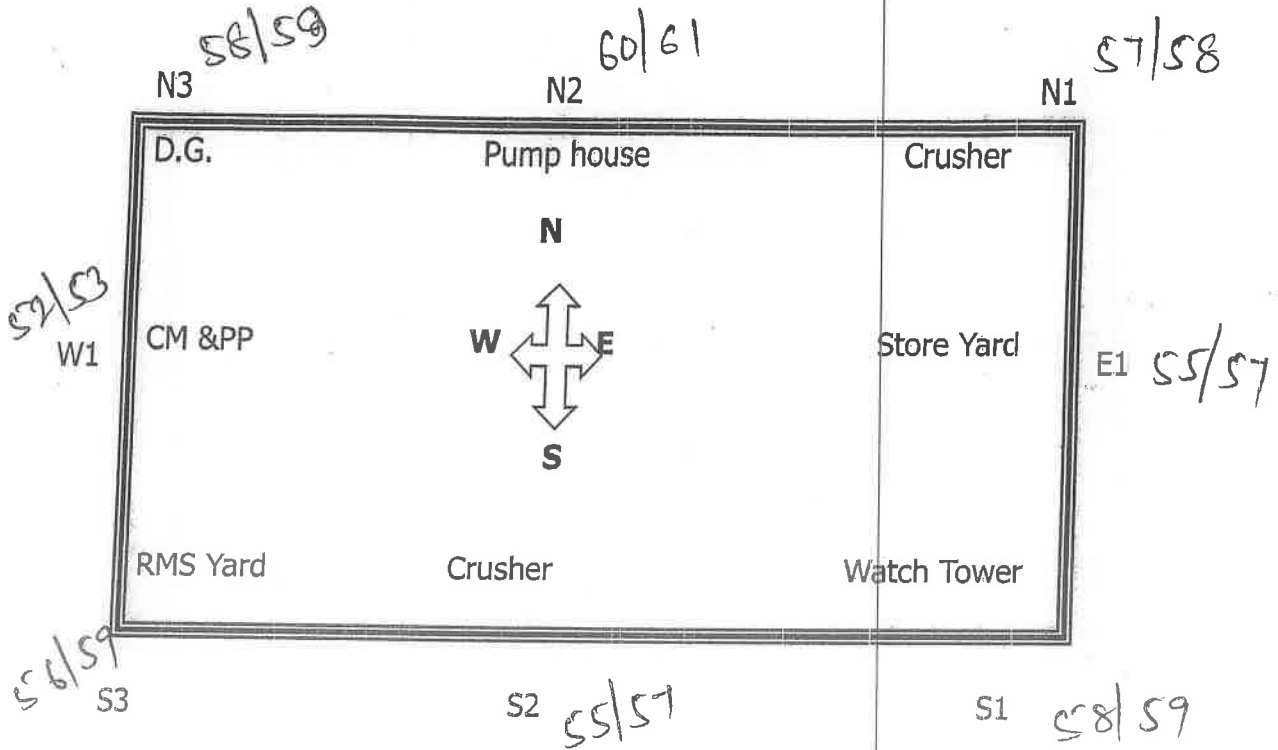 58/59 60/61 57/58
N3 N2 N1
D.G. Pump house Crusher
N
52/53
W1 CM &PP W E Store Yard E1 55/57
S
RMS Yard Crusher Watch Tower
56/59
S3 S2 55/57 S1 58/59